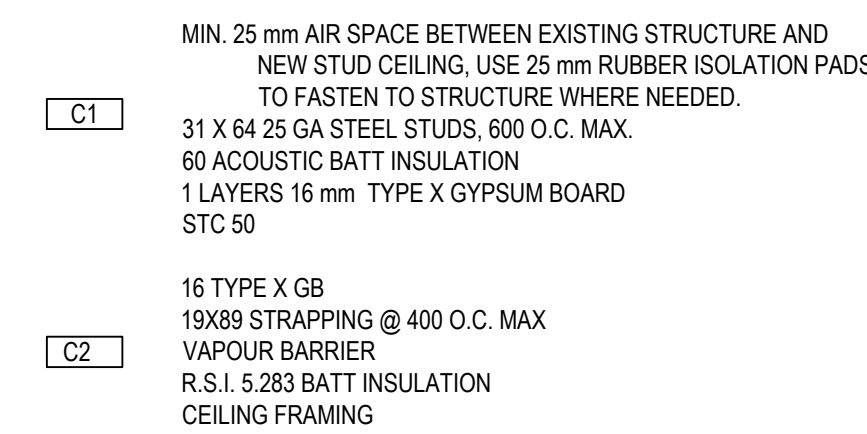 MIN. 25 mm AIR SPACE BETWEEN EXISTING STRUCTURE AND
NEW STUD CEILING, USE 25 mm RUBBER ISOLATION PADS
TO FASTEN TO STRUCTURE WHERE NEEDED.
C1
31 X 64 25 GA STEEL STUDS, 600 O.C. MAX.
60 ACOUSTIC BATT INSULATION
1 LAYERS 16 mm TYPE X GYPSUM BOARD
STC 50
16 TYPE X GB
19X89 STRAPPING @ 400 O.C. MAX
C2 VAPOUR BARRIER
R.S.I. 5.283 BATT INSULATION
CEILING FRAMING